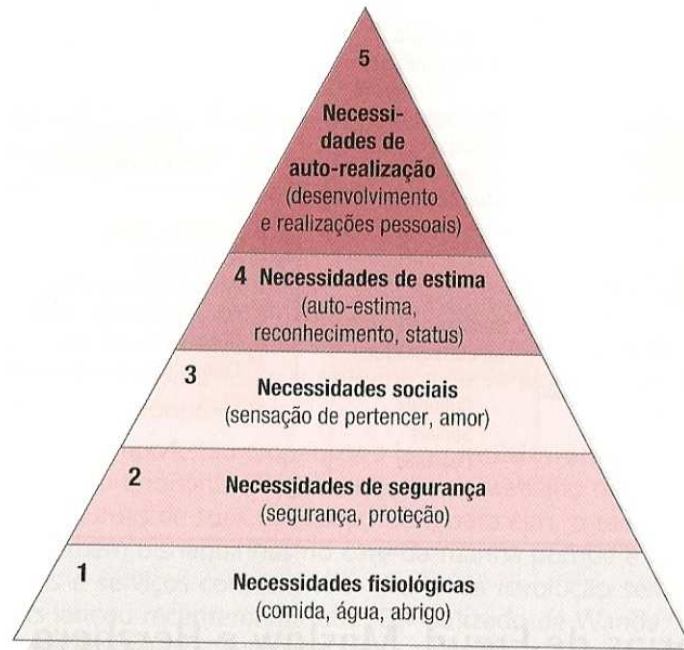 5
Necessi-
dades de
auto-realização
(desenvolvimento
e realizações pessoais)
4 Necessidades de estima
(auto-estima,
reconhecimento, status)
3
Necessidades sociais
(sensação de pertencer, amor)
2
Necessidades de segurança
(segurança, proteção)
1
Necessidades fisiológicas
(comida, água, abrigo)